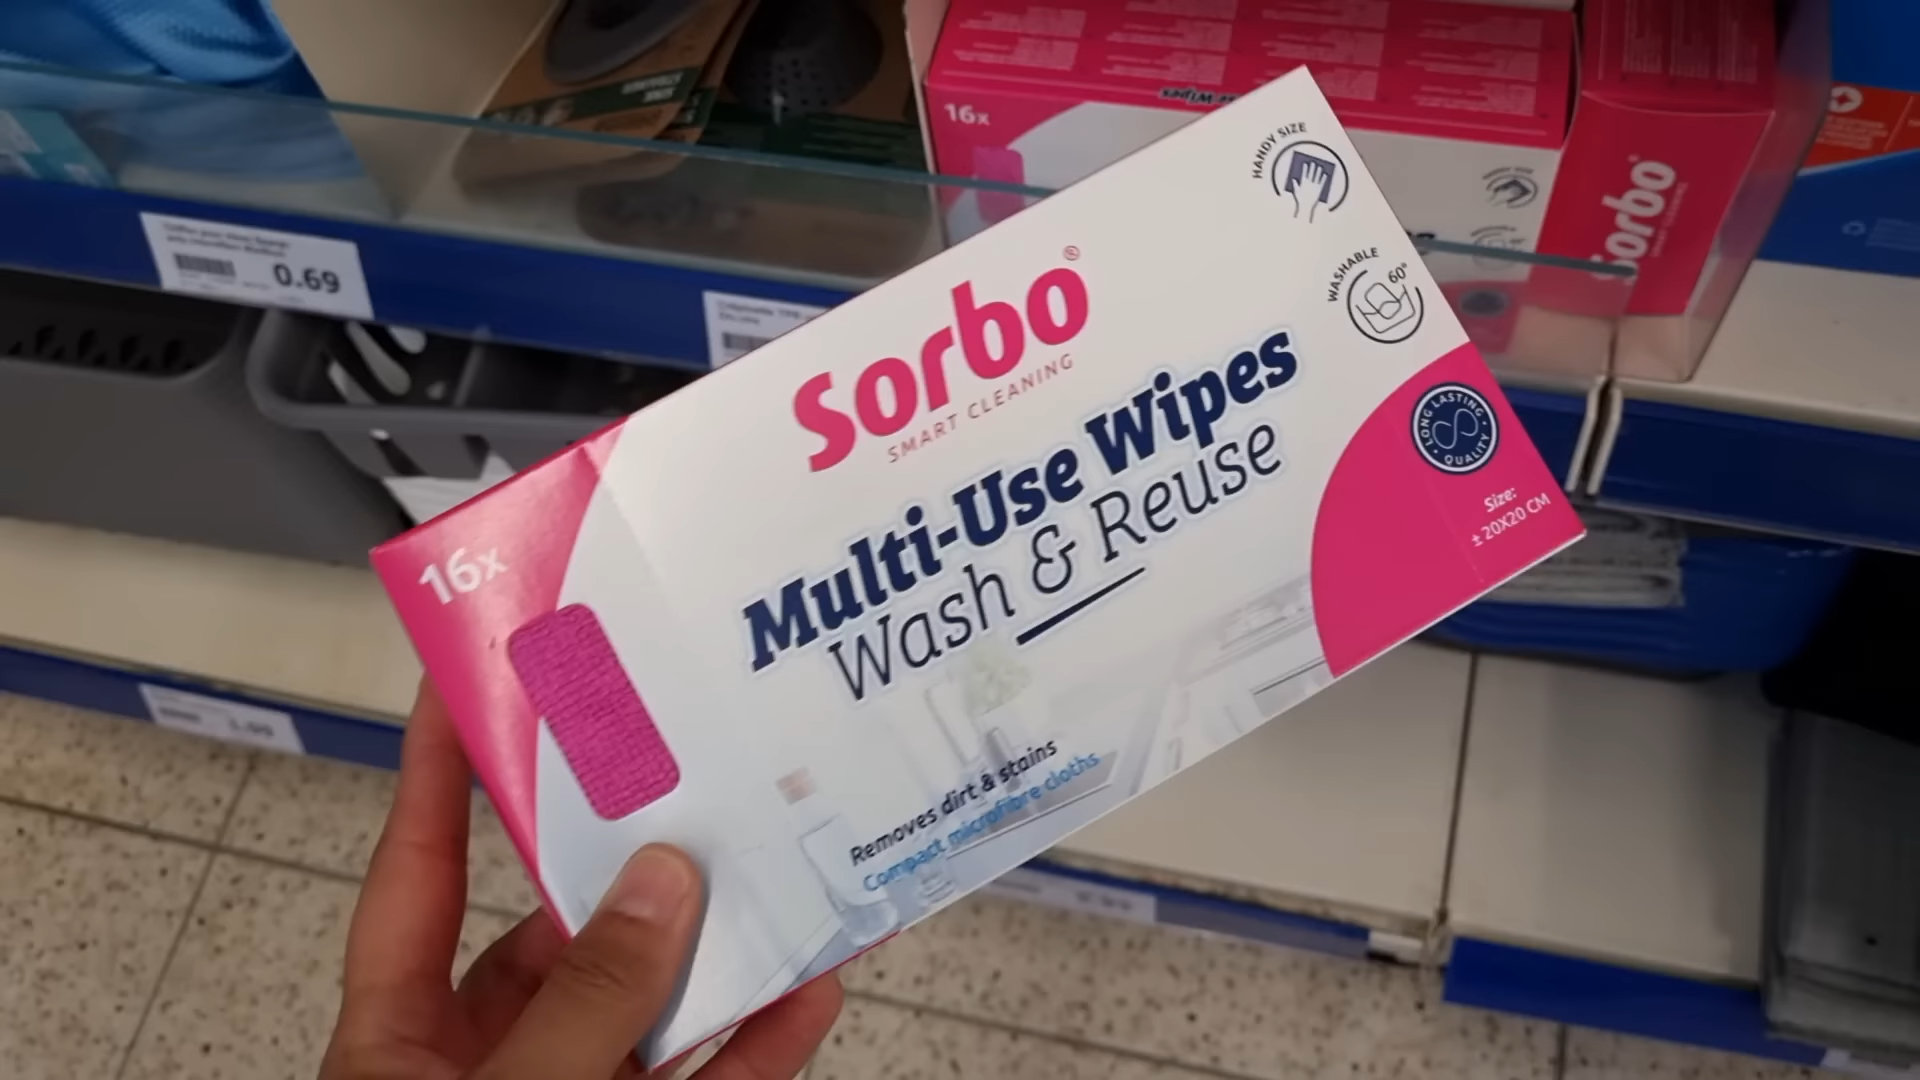 Sorbo®
SMART CLEANING
Multi-Use Wipes
Wash & Reuse
16x
Removes dirt & stains
Compact microfibre cloths
HANDY SIZE
WASHABLE
60°
LONG LASTING
QUALITY
Size:
± 20X20 CM
16x
Sorbo®
0.69